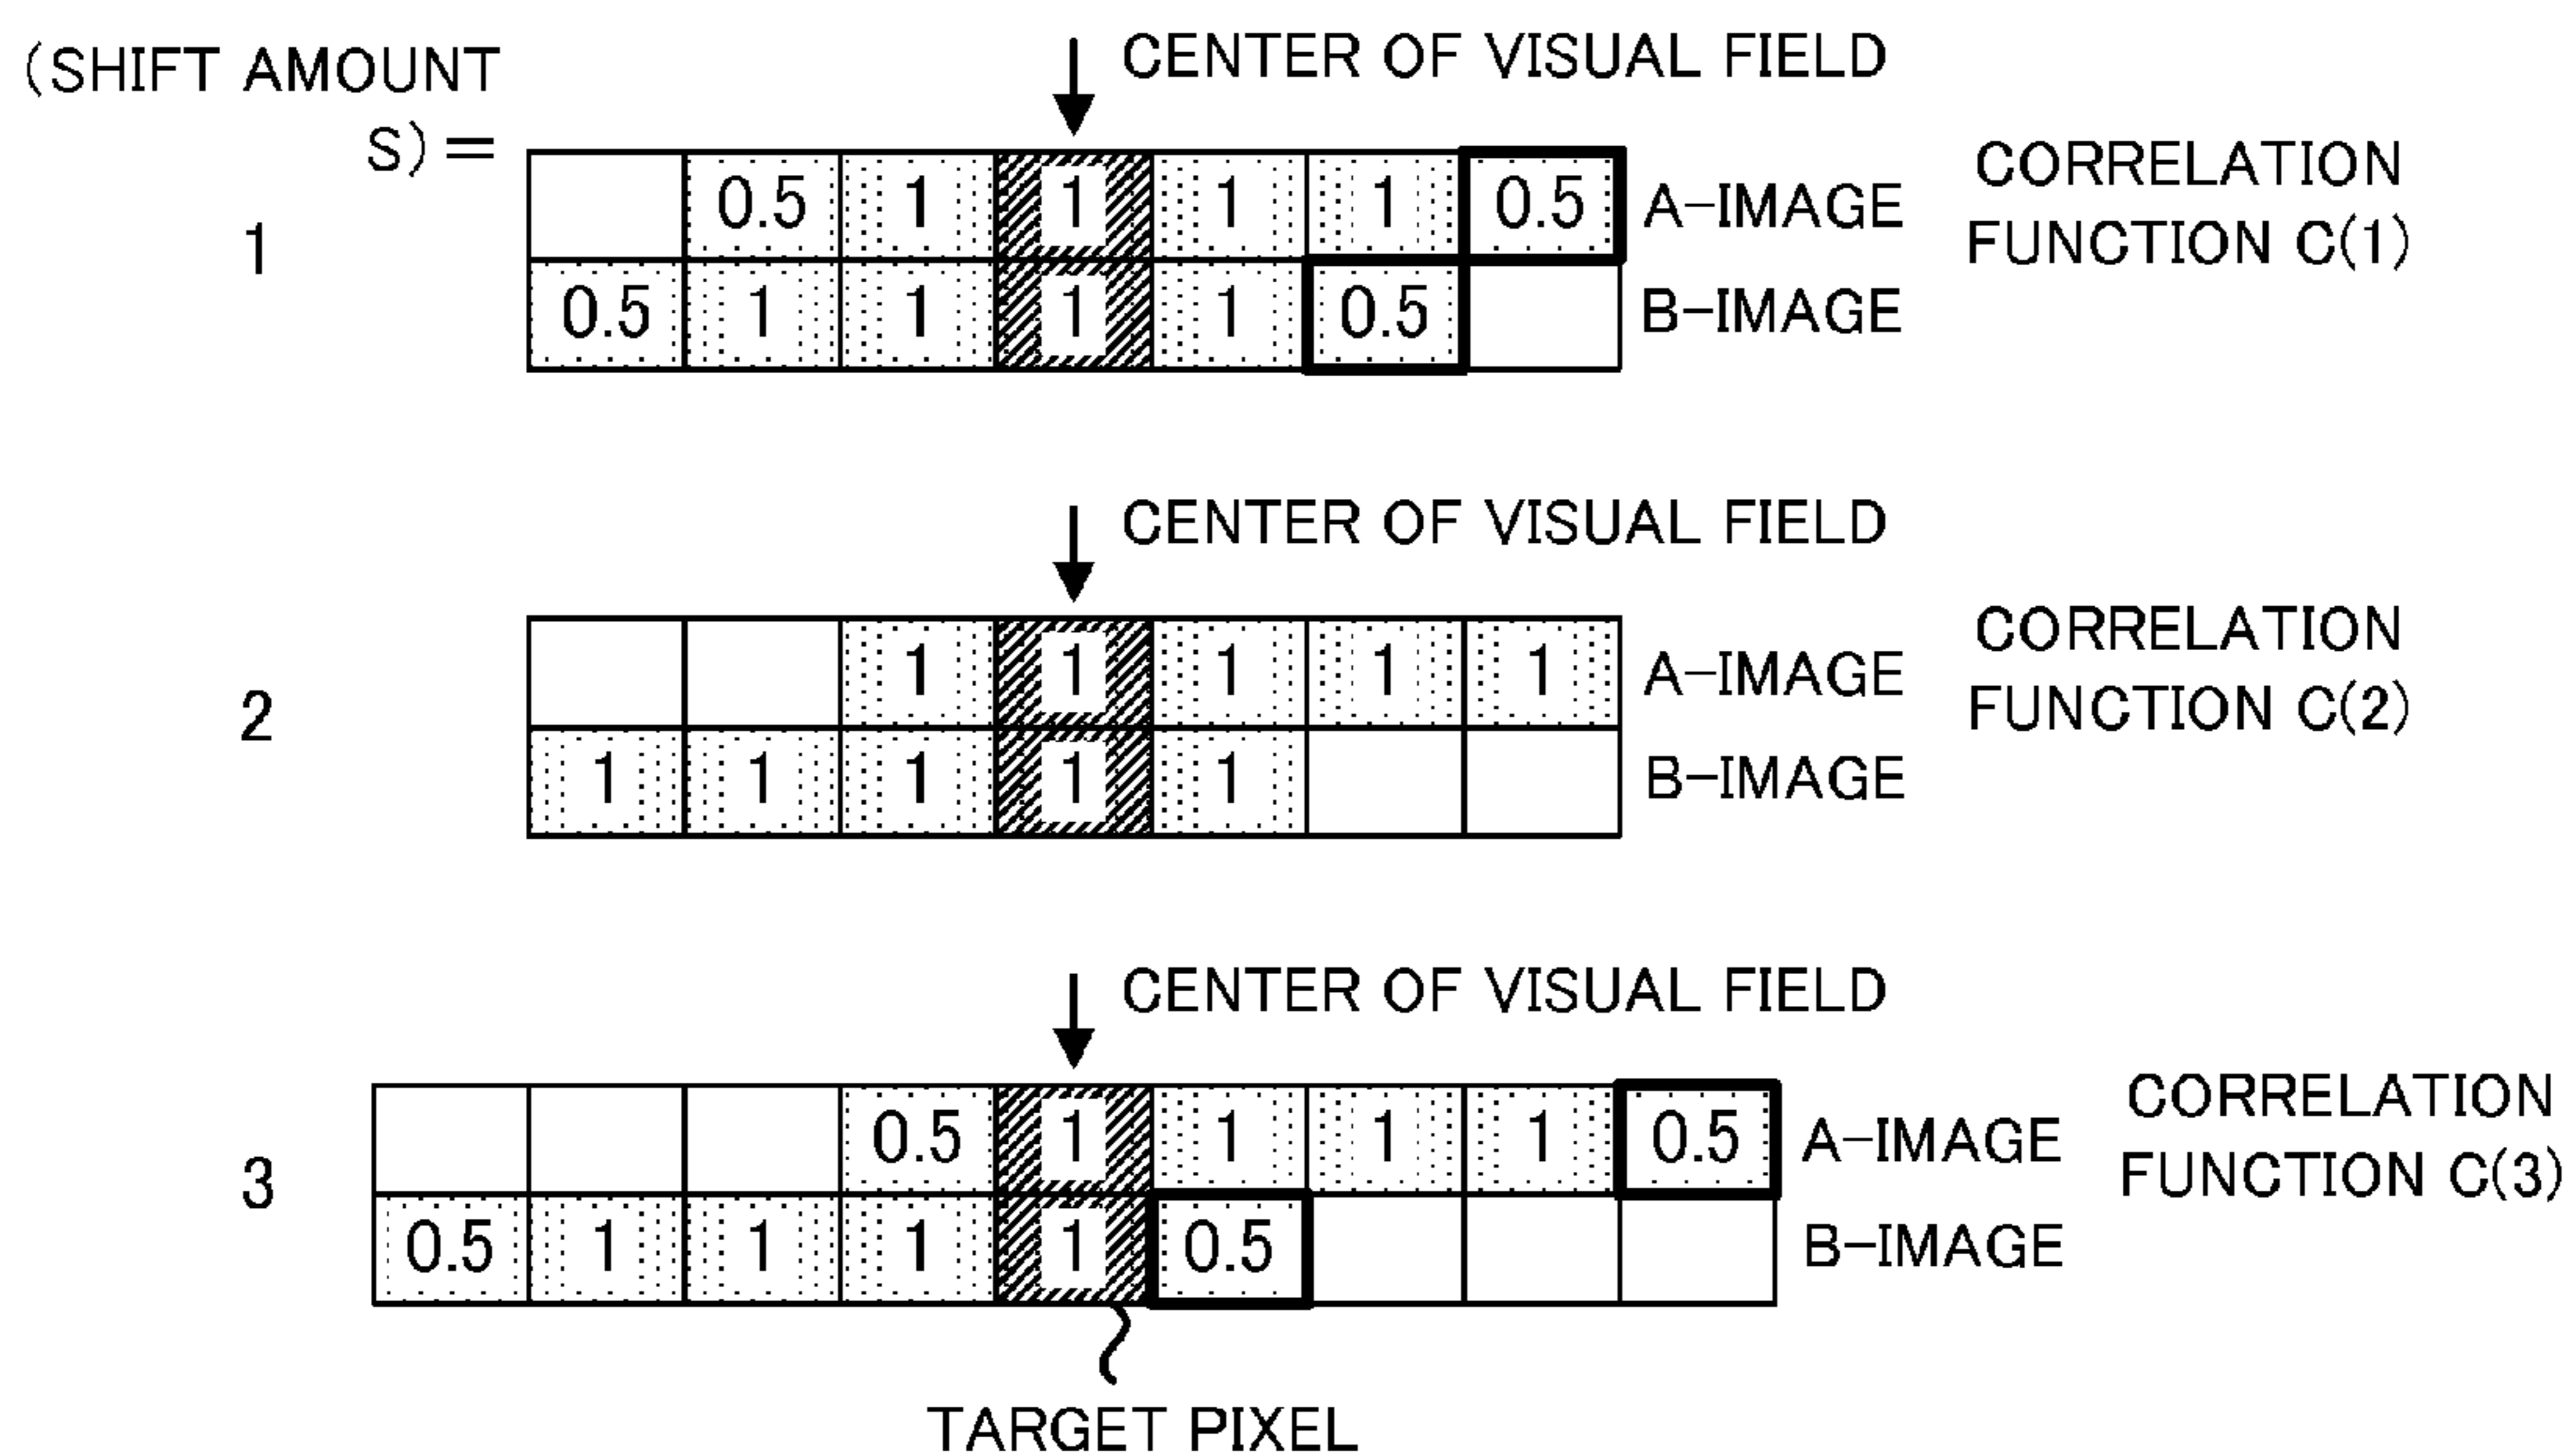 (SHIFT AMOUNT
S)=
CENTER OF VISUAL FIELD
1
0.5 1 1 1 1 0.5 A-IMAGE
0.5 1 1 1 1 0.5 B-IMAGE
CORRELATION
FUNCTION C(1)
CENTER OF VISUAL FIELD
2
1 1 1 1 1 A-IMAGE
1 1 1 1 1 B-IMAGE
CORRELATION
FUNCTION C(2)
CENTER OF VISUAL FIELD
3
0.5 1 1 1 1 0.5 A-IMAGE
0.5 1 1 1 1 0.5 B-IMAGE
CORRELATION
FUNCTION C(3)
TARGET PIXEL